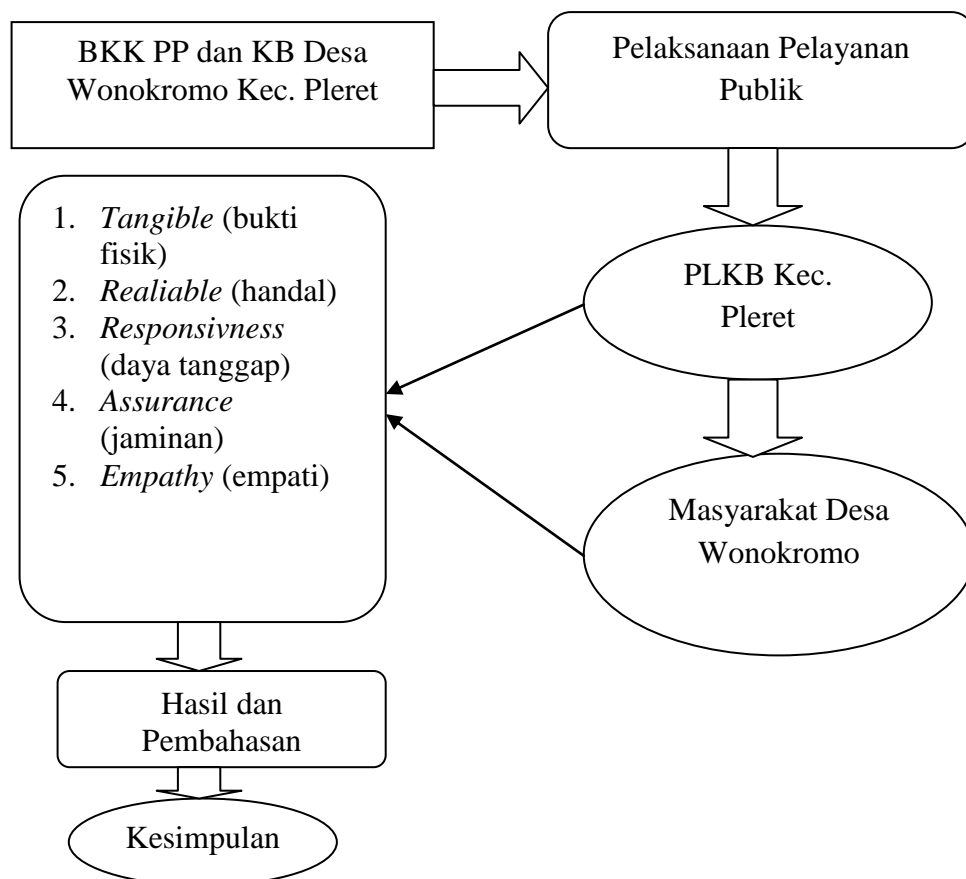 BKK PP dan KB Desa
Wonokromo Kec. Pleret
Pelaksanaan Pelayanan
Publik
PLKB Kec.
Pleret
Masyarakat Desa
Wonokromo
1. Tangible (bukti
fisik)
2. Realiable (handal)
3. Responsivness
(daya tanggap)
4. Assurance
(jaminan)
5. Empathy (empati)
Hasil dan
Pembahasan
Kesimpulan